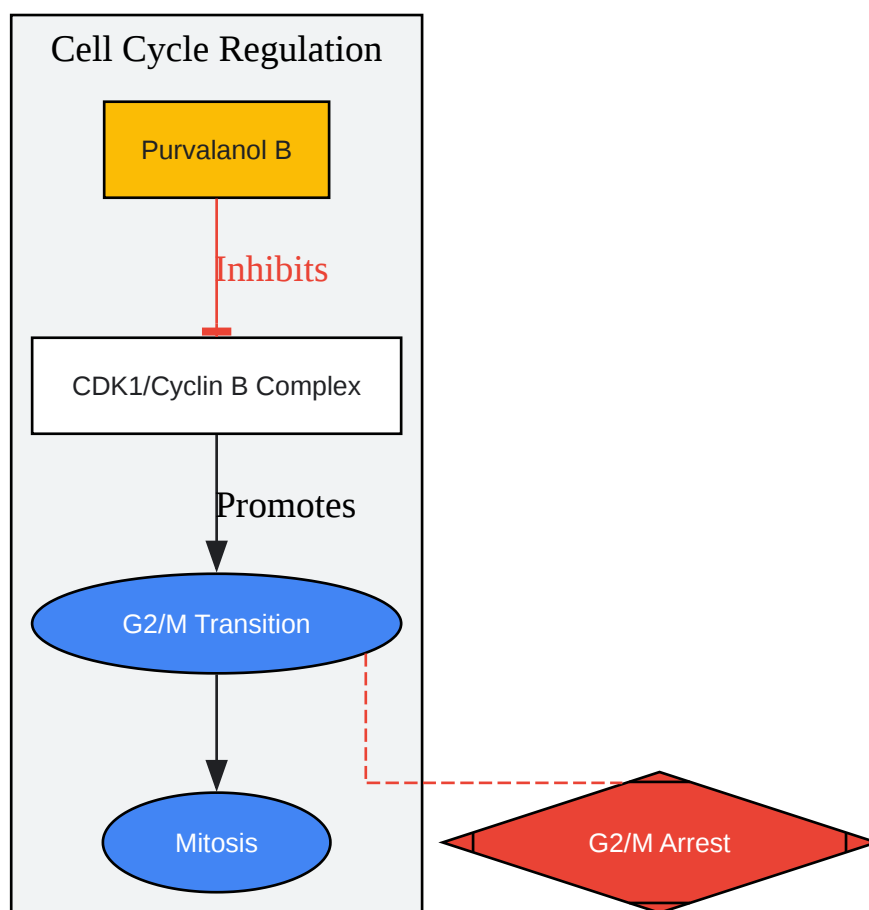 Cell Cycle Regulation
Purvalanol B
Inhibits
CDK1/Cyclin B Complex
Promotes
G2/M Transition
Mitosis
G2/M Arrest